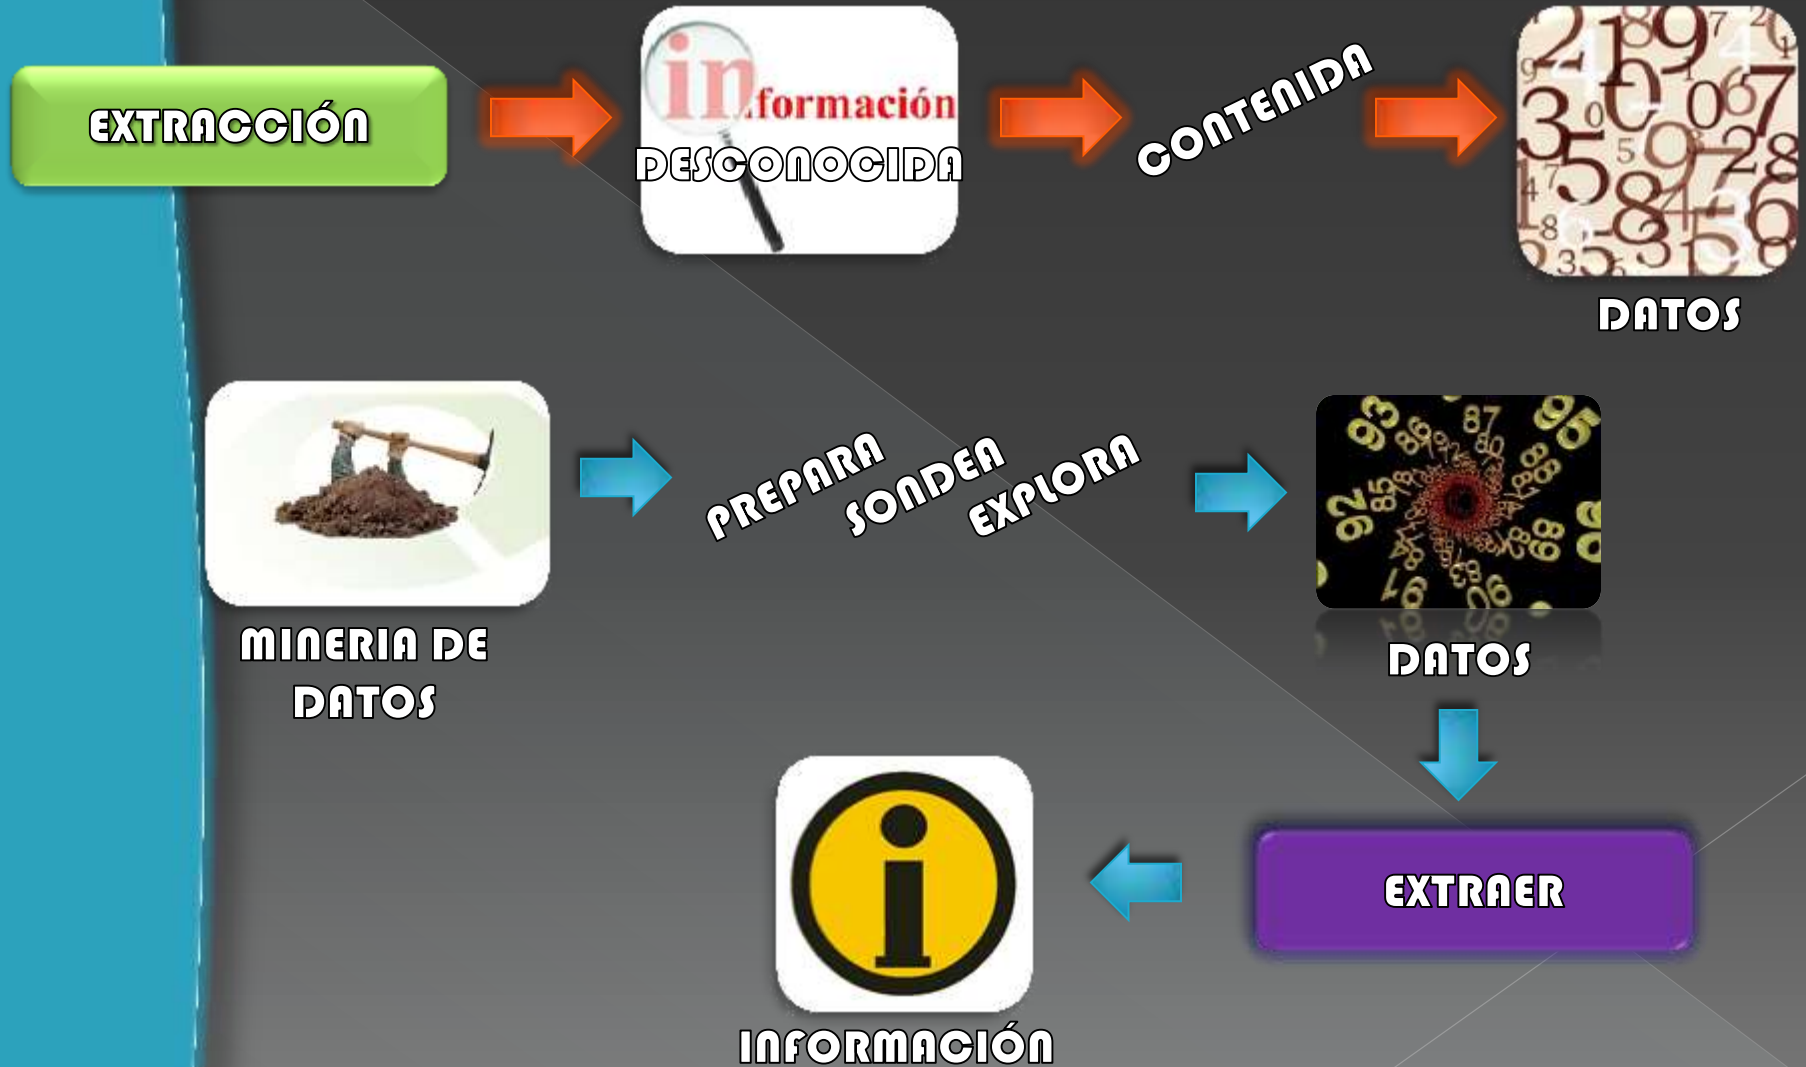 EXTRACCIÓN
información
DESCONOCIDA
CONTENIDA
DATOS
MINERIA DE
DATOS
PREPARA
SONDEA
EXPLORA
DATOS
EXTRAER
INFORMACIÓN